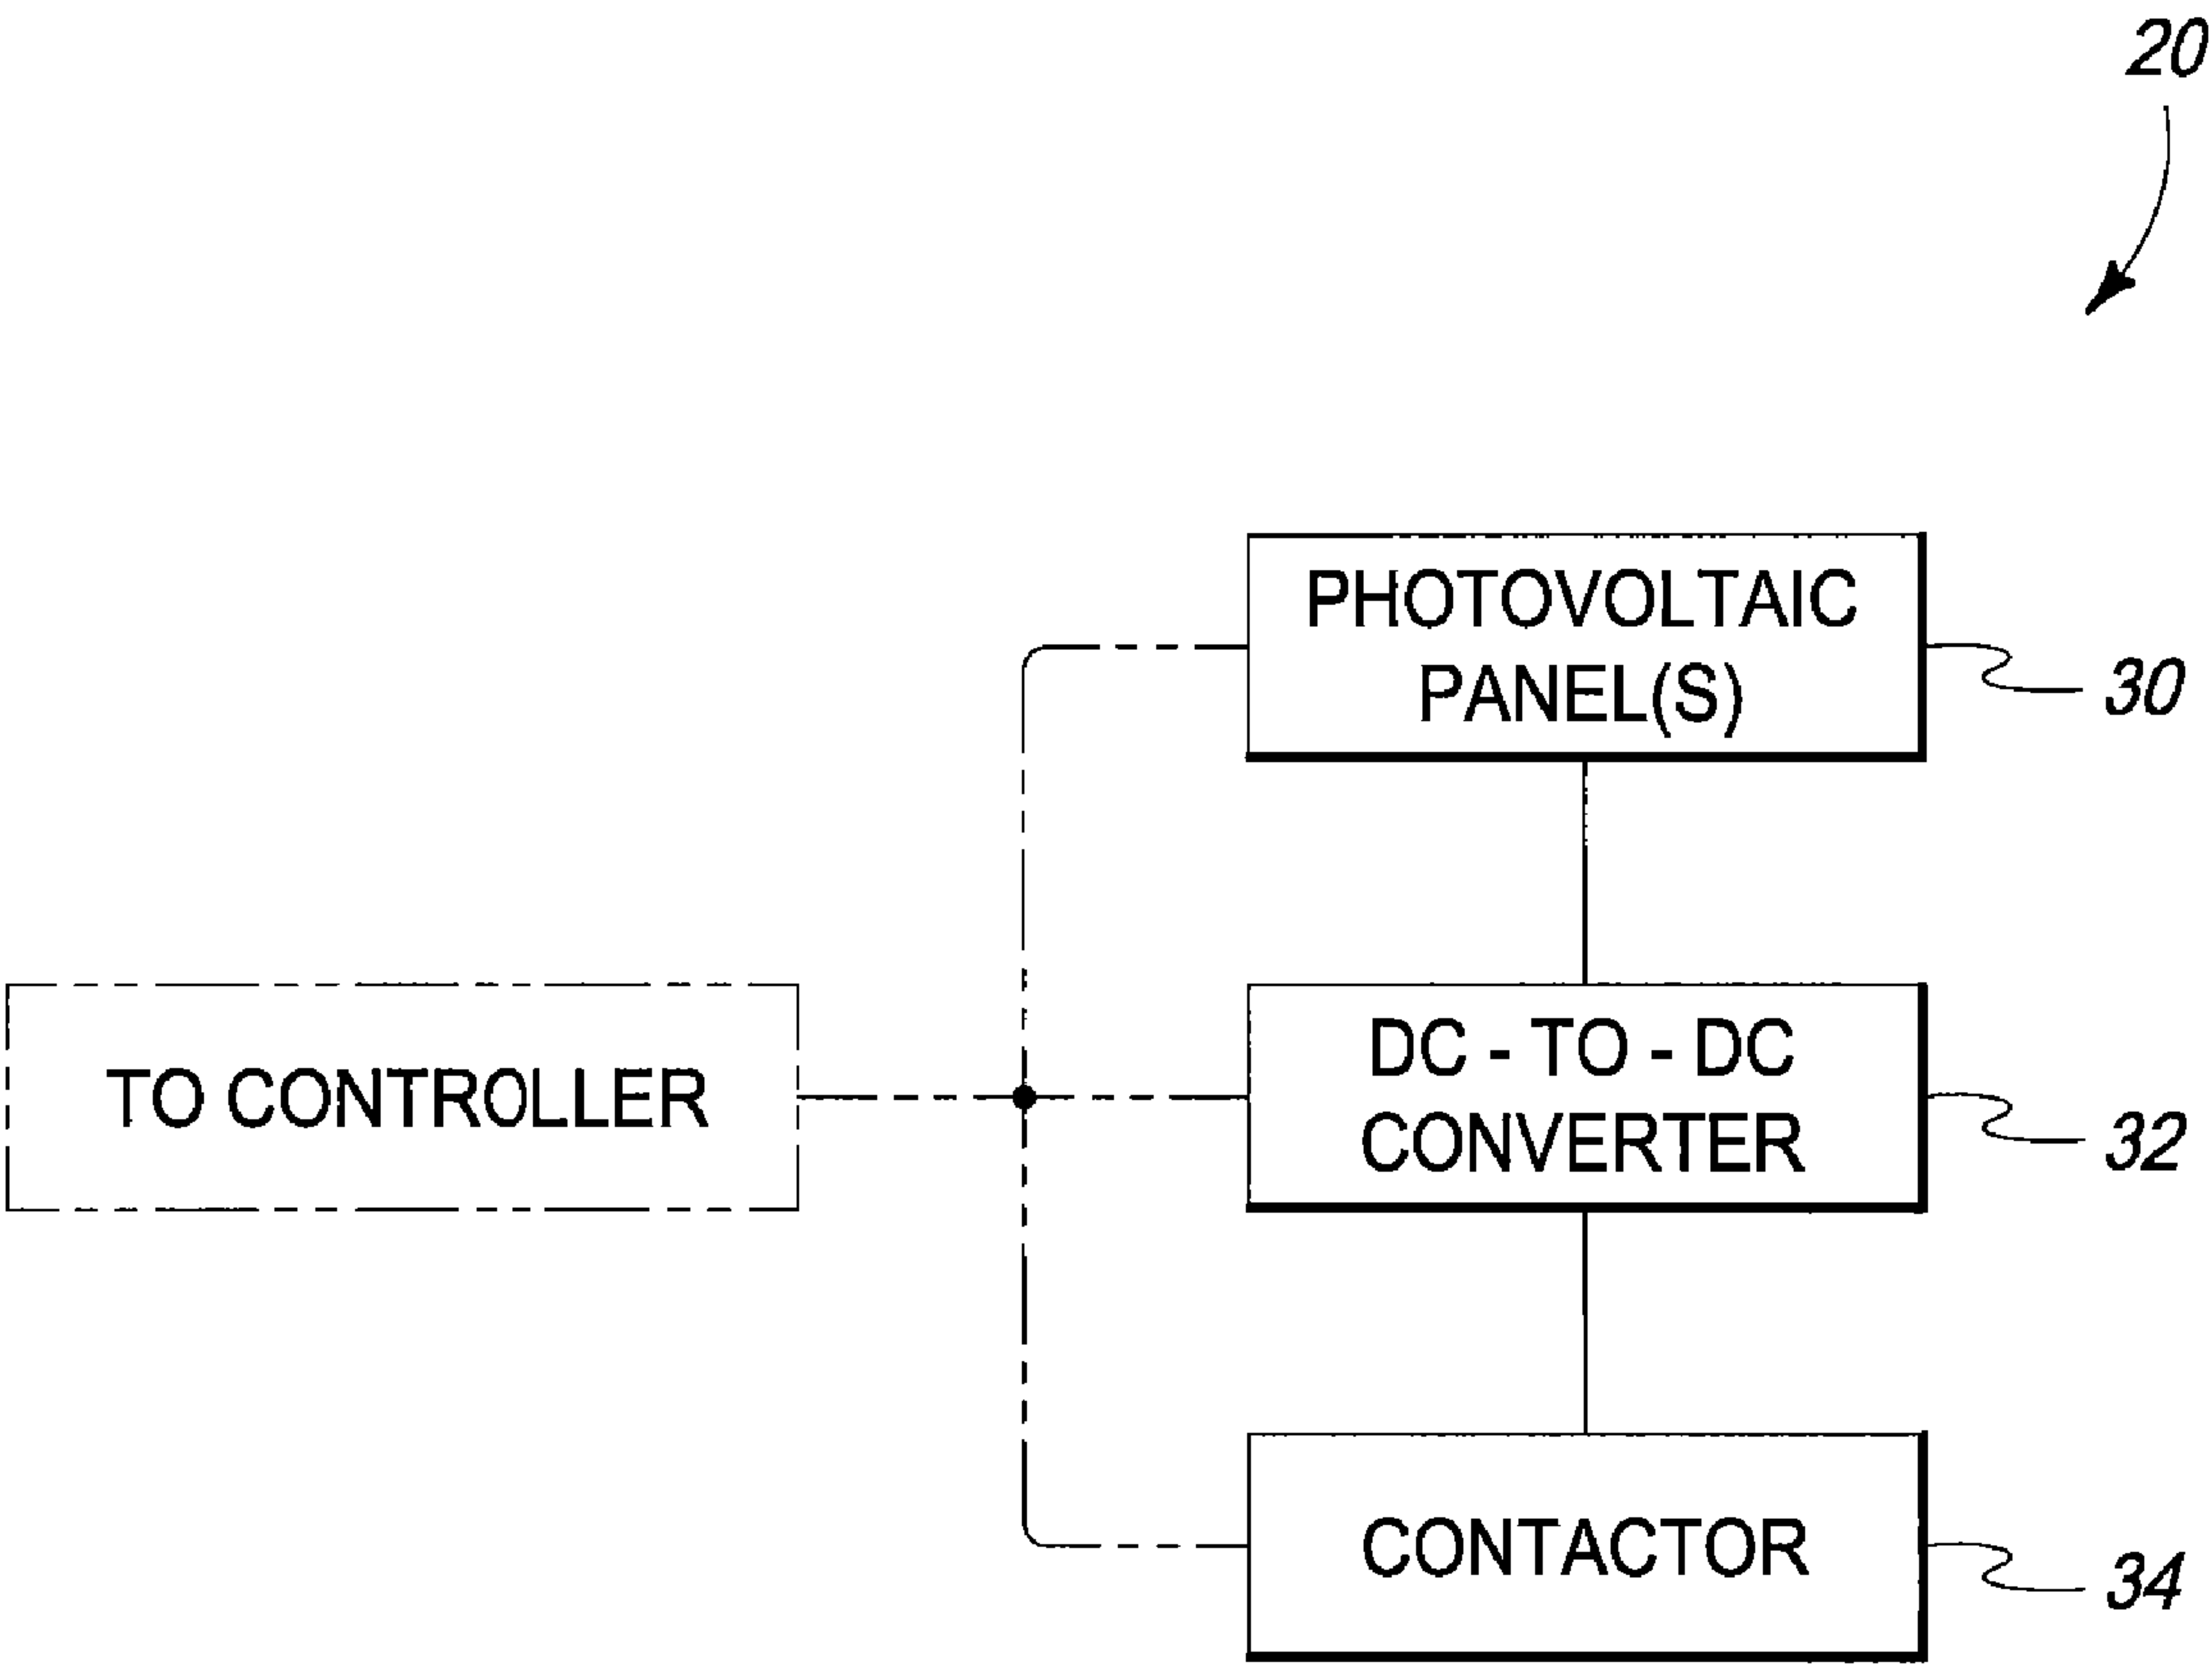 20
PHOTOVOLTAIC
PANEL(S)
30
TO CONTROLLER
DC - TO - DC
CONVERTER
32
CONTACTOR
34